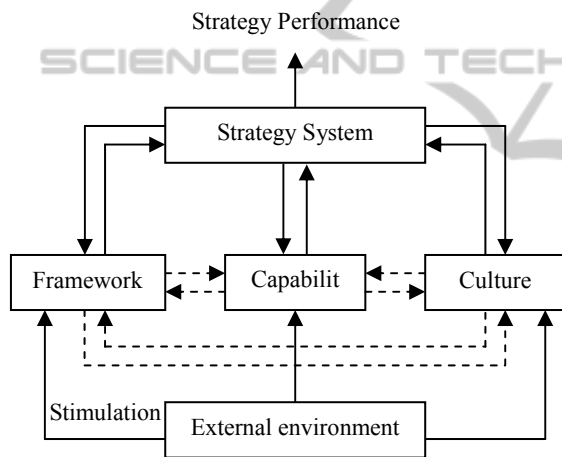 Strategy Performance
SCIENCE AND TECH
Strategy System
Framework
Capabilit
Culture
Stimulation
External environment